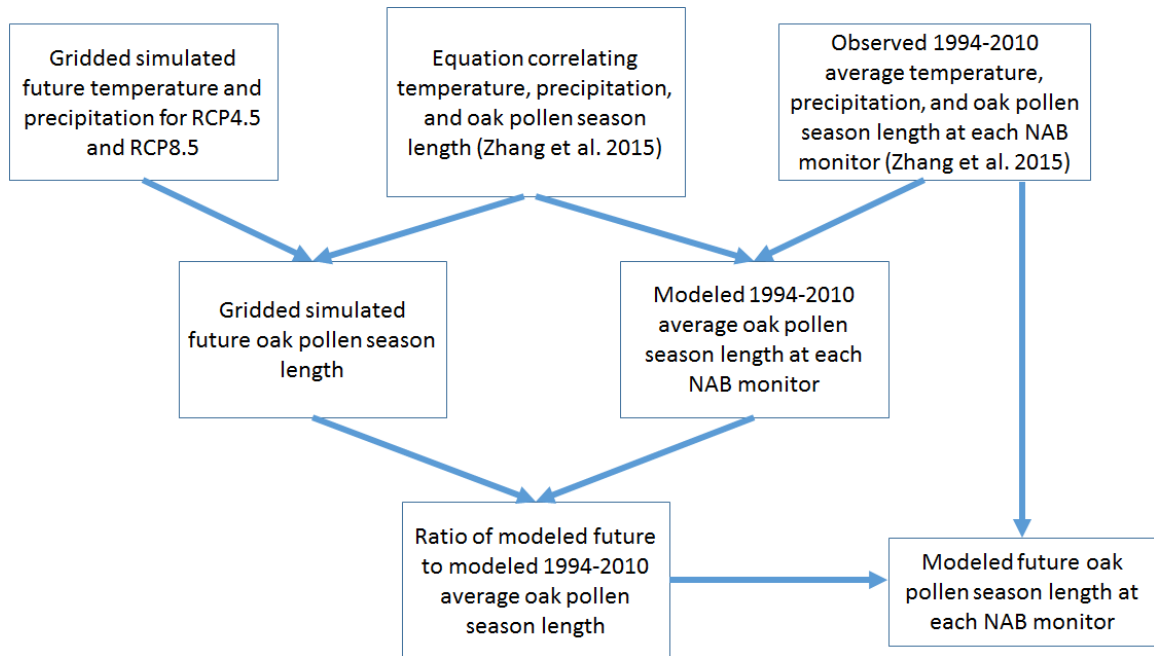 Gridded simulated
future temperature and
precipitation for RCP4.5
and RCP8.5
Equation correlating
temperature, precipitation,
and oak pollen season
length (Zhang et al. 2015)
Observed 1994-2010
average temperature,
precipitation, and oak pollen
season length at each NAB
monitor (Zhang et al. 2015)
Gridded simulated
future oak pollen season
length
Modeled 1994-2010
average oak pollen
season length at each
NAB monitor
Ratio of modeled future
to modeled 1994-2010
average oak pollen
season length
Modeled future oak
pollen season length at
each NAB monitor